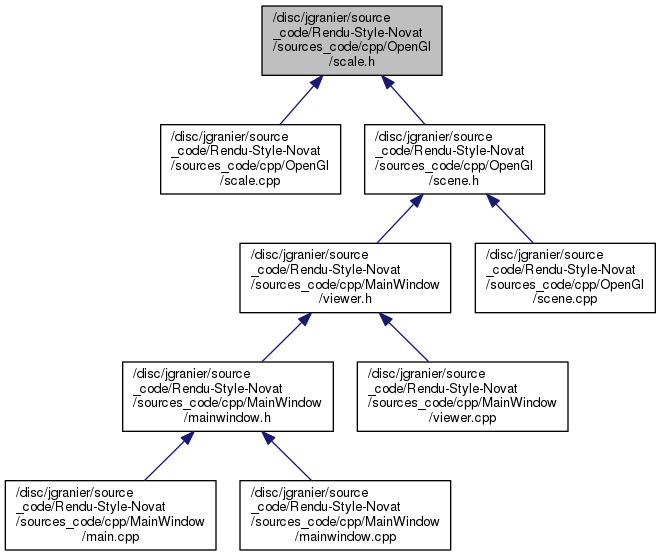 /disc/jgranier/source
_code/Rendu-Style-Novat
/sources_code/cpp/OpenGl
/scale.h
/disc/jgranier/source
_code/Rendu-Style-Novat
/sources_code/cpp/OpenGl
/scale.cpp
/disc/jgranier/source
_code/Rendu-Style-Novat
/sources_code/cpp/OpenGl
/scene.h
/disc/jgranier/source
_code/Rendu-Style-Novat
/sources_code/cpp/MainWindow
/viewer.h
/disc/jgranier/source
_code/Rendu-Style-Novat
/sources_code/cpp/OpenGl
/scene.cpp
/disc/jgranier/source
_code/Rendu-Style-Novat
/sources_code/cpp/MainWindow
/mainwindow.h
/disc/jgranier/source
_code/Rendu-Style-Novat
/sources_code/cpp/MainWindow
/viewer.cpp
/disc/jgranier/source
_code/Rendu-Style-Novat
/sources_code/cpp/MainWindow
/main.cpp
/disc/jgranier/source
_code/Rendu-Style-Novat
/sources_code/cpp/MainWindow
/mainwindow.cpp